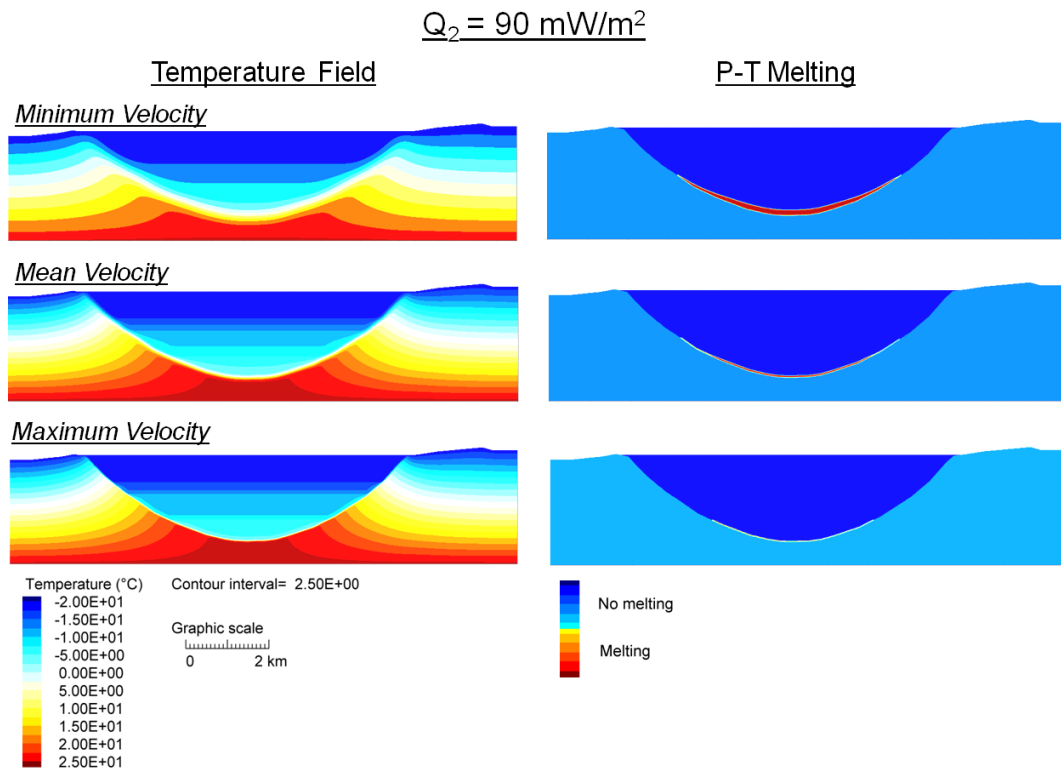 Q2 = 90 mW/m2
Temperature Field
P-T Melting
Minimum Velocity
Mean Velocity
Maximum Velocity
Temperature (°C)
-2.00E+01
-1.50E+01
-1.00E+01
-5.00E+00
0.00E+00
5.00E+00
1.00E+01
1.50E+01
2.00E+01
2.50E+01
Contour interval= 2.50E+00
Graphic scale
0 2 km
No melting
Melting